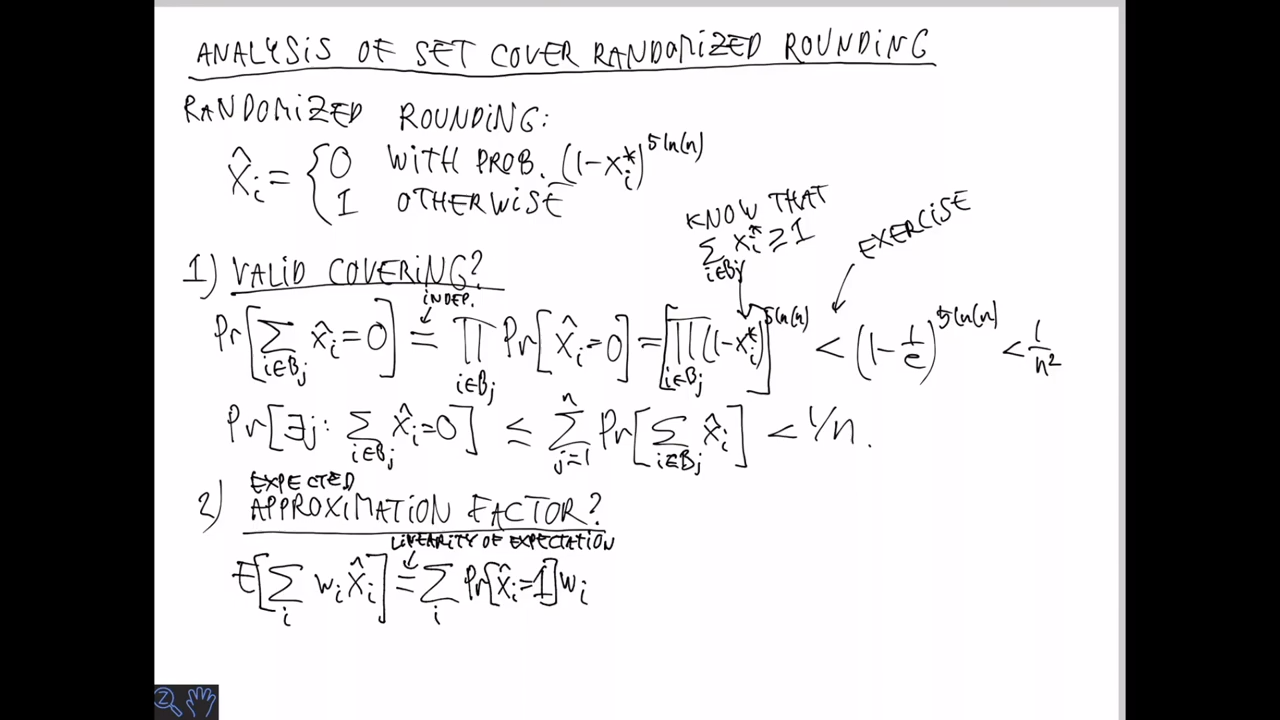 ANALYSIS OF SET COVER RANDOMIZED ROUNDING
RANDOMIZED ROUNDING:
x̂ᵢ = { 0 WITH PROB. (1-xᵢ*)^(5ln(n))
1 OTHERWISE
KNOW THAT
∑_{i∈Bⱼ} xᵢ* ≥ 1
EXERCISE
1) VALID COVERING?
INDEP.
Pr[∑_{i∈Bⱼ} x̂ᵢ=0] = ∏_{i∈Bⱼ} Pr[x̂ᵢ=0] = [∏_{i∈Bⱼ} (1-xᵢ*)]^(5ln(n)) < (1-1/e)^(5ln(n)) < 1/n²
Pr[∃j: ∑_{i∈Bⱼ} x̂ᵢ=0] ≤ ∑_{j=1}^{n} Pr[∑_{i∈Bⱼ} x̂ᵢ] < 1/n.
EXPECTED
2) APPROXIMATION FACTOR?
LINEARITY OF EXPECTATION
E[∑ᵢ wᵢx̂ᵢ] = ∑ᵢ Pr[x̂ᵢ=1]wᵢ